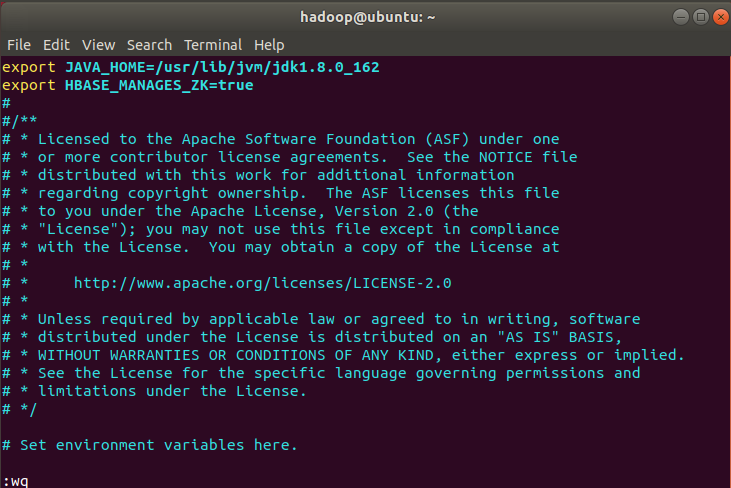 hadoop@ubuntu: ~
File Edit View Search Terminal Help
export JAVA_HOME=/usr/lib/jvm/jdk1.8.0_162
export HBASE_MANAGES_ZK=true
#
#/**
# * Licensed to the Apache Software Foundation (ASF) under one
# * or more contributor license agreements.  See the NOTICE file
# * distributed with this work for additional information
# * regarding copyright ownership.  The ASF licenses this file
# * to you under the Apache License, Version 2.0 (the
# * "License"); you may not use this file except in compliance
# * with the License.  You may obtain a copy of the License at
# *
# *     http://www.apache.org/licenses/LICENSE-2.0
# *
# * Unless required by applicable law or agreed to in writing, software
# * distributed under the License is distributed on an "AS IS" BASIS,
# * WITHOUT WARRANTIES OR CONDITIONS OF ANY KIND, either express or implied.
# * See the License for the specific language governing permissions and
# * limitations under the License.
# */
# Set environment variables here.
:wq